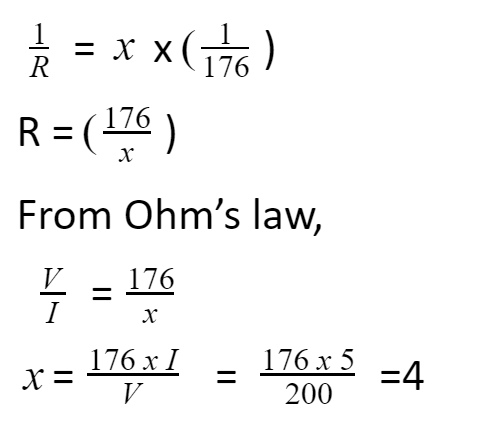 1/R = x x ( 1/176 )
R = ( 176/x )
From Ohm's law,
V/I = 176/x
x = 176 x I/V = 176 x 5/200 =4